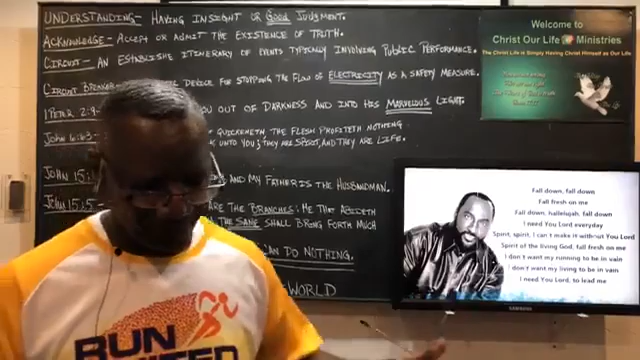 UNDERSTANDING- HAVING INSIGHT OR GOOD JUDGMENT.
ACKNOWLEDGE- ACCEPT OR ADMIT THE EXISTENCE OF TRUTH.
CIRCUIT - AN ESTABLISHE ITINERARY OF EVENTS TYPICALLY INVOLVING PUBLIC PERFORMANCE.
CIRCUIT DEVICE FOR STOPPING THE FLOW OF ELECTRICITY AS A SAFETY MEASURE.
1PETER 2:9- YOU OUT OF DARKNESS AND INTO HIS MARVELOUS LIGHT.
JOHN 6:63 QUICKENETH THE FLESH PROFITETH NOTHING
UNTO YOU, THEY ARE SPIRIT, AND THEY ARE LIFE.
JOHN 15:1 AND MY FATHER IS THE HUSBANDMAN.
JOHN 15:5 ARE THE BRANCHES: HE THAT ABIDETH
THE SAME SHALL BRING FORTH MUCH
CAN DO NOTHING.
WORLD
Welcome to
Christ Our Life Ministries
The Christ Life is Simply Having Christ Himself as Our Life
Fall down, fall down
Fall fresh on me
Fall down, hallelujah, fall down
I need You Lord everyday
Spirit, spirit, I can't make it without You Lord
Spirit of the living God, fall fresh on me
I don't want my running to be in vain
I don't want my living to be in vain
I need You Lord, to lead me
SAMSUNG
RUN